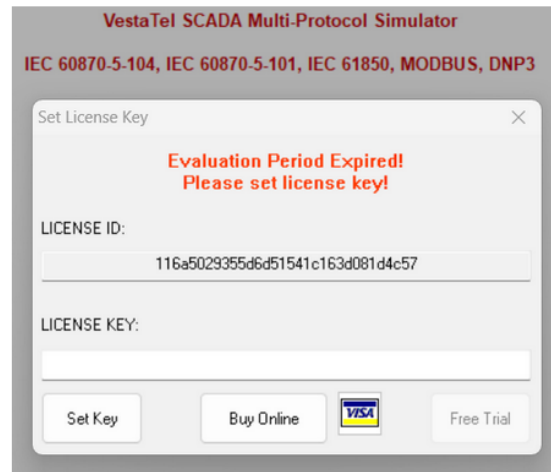 VestaTel SCADA Multi-Protocol Simulator
IEC 60870-5-104, IEC 60870-5-101, IEC 61850, MODBUS, DNP3
Set License Key
Evaluation Period Expired!
Please set license key!
LICENSE ID:
116a5029355d6d51541c163d081d4c57
LICENSE KEY:
Set Key
Buy Online
VISA
Free Trial